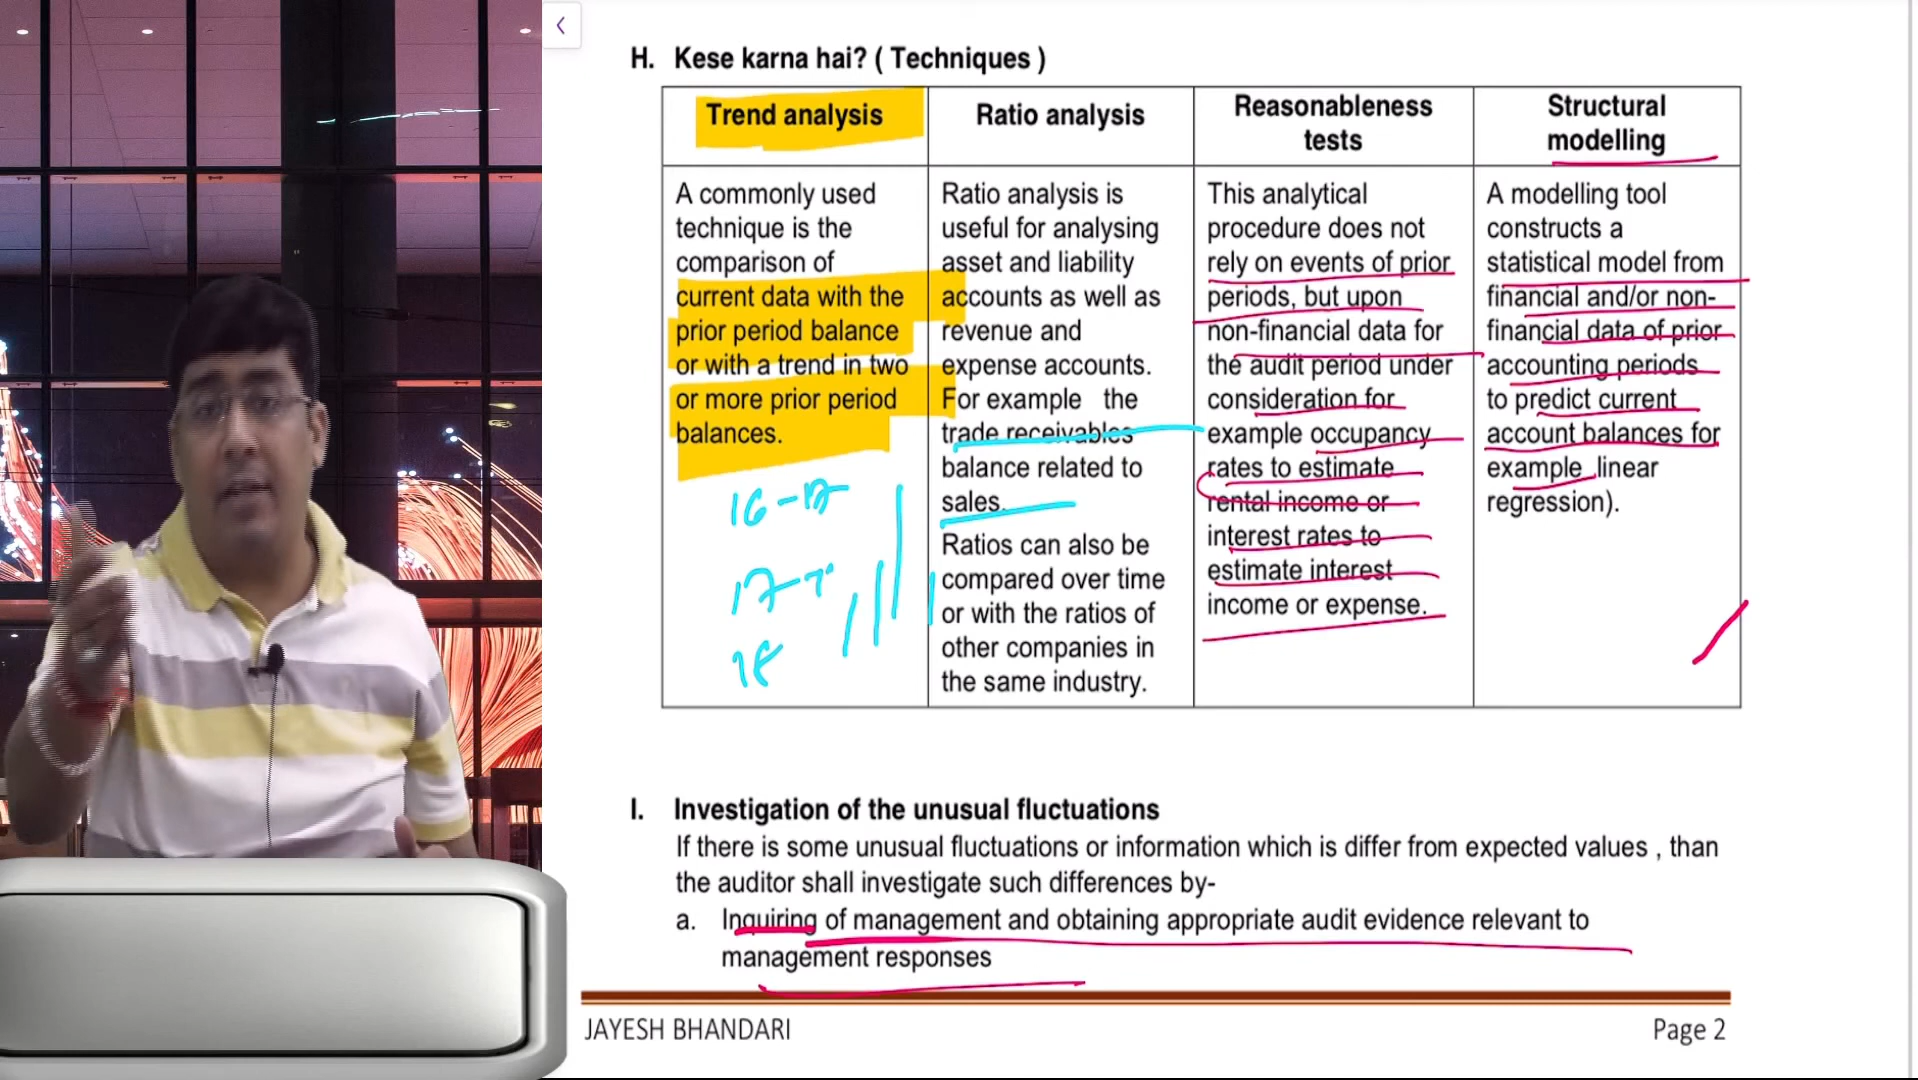 H. Kese karna hai? ( Techniques )
Trend analysis
Ratio analysis
Reasonableness
tests
Structural
modelling
A commonly used
technique is the
comparison of
current data with the
prior period balance
or with a trend in two
or more prior period
balances.
16-17
17-
18
Ratio analysis is
useful for analysing
asset and liability
accounts as well as
revenue and
expense accounts.
For example the
trade receivables
balance related to
sales.
Ratios can also be
compared over time
or with the ratios of
other companies in
the same industry.
This analytical
procedure does not
rely on events of prior
periods, but upon
non-financial data for
the audit period under
consideration for
example occupancy
rates to estimate
rental income or
interest rates to
estimate interest
income or expense.
A modelling tool
constructs a
statistical model from
financial and/or non-
financial data of prior
accounting periods
to predict current
account balances for
example linear
regression).
I. Investigation of the unusual fluctuations
If there is some unusual fluctuations or information which is differ from expected values , than
the auditor shall investigate such differences by-
a. Inquiring of management and obtaining appropriate audit evidence relevant to
management responses
JAYESH BHANDARI
Page 2